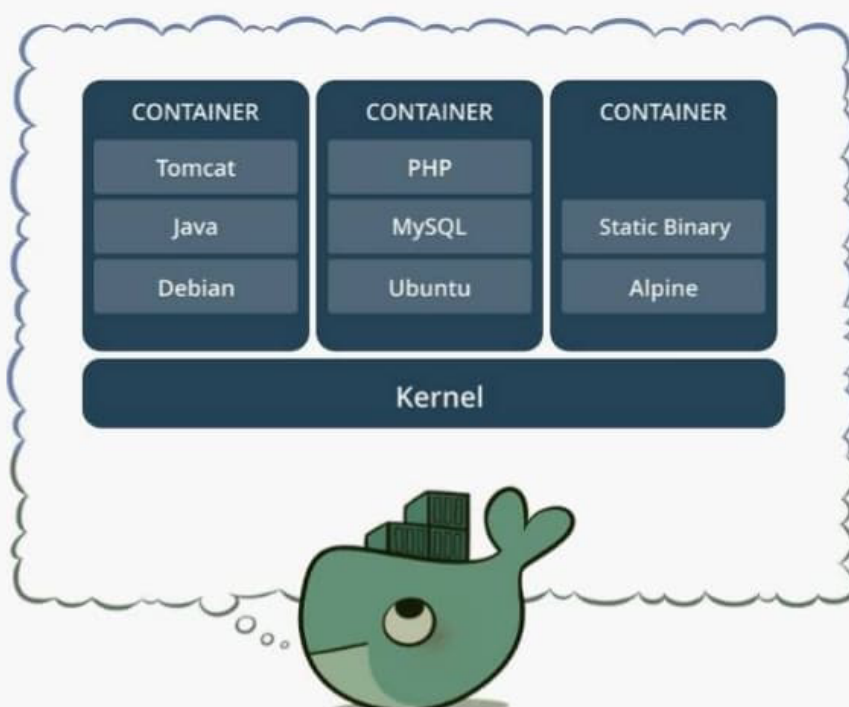 CONTAINER
Tomcat
Java
Debian
CONTAINER
PHP
MySQL
Ubuntu
CONTAINER
Static Binary
Alpine
Kernel